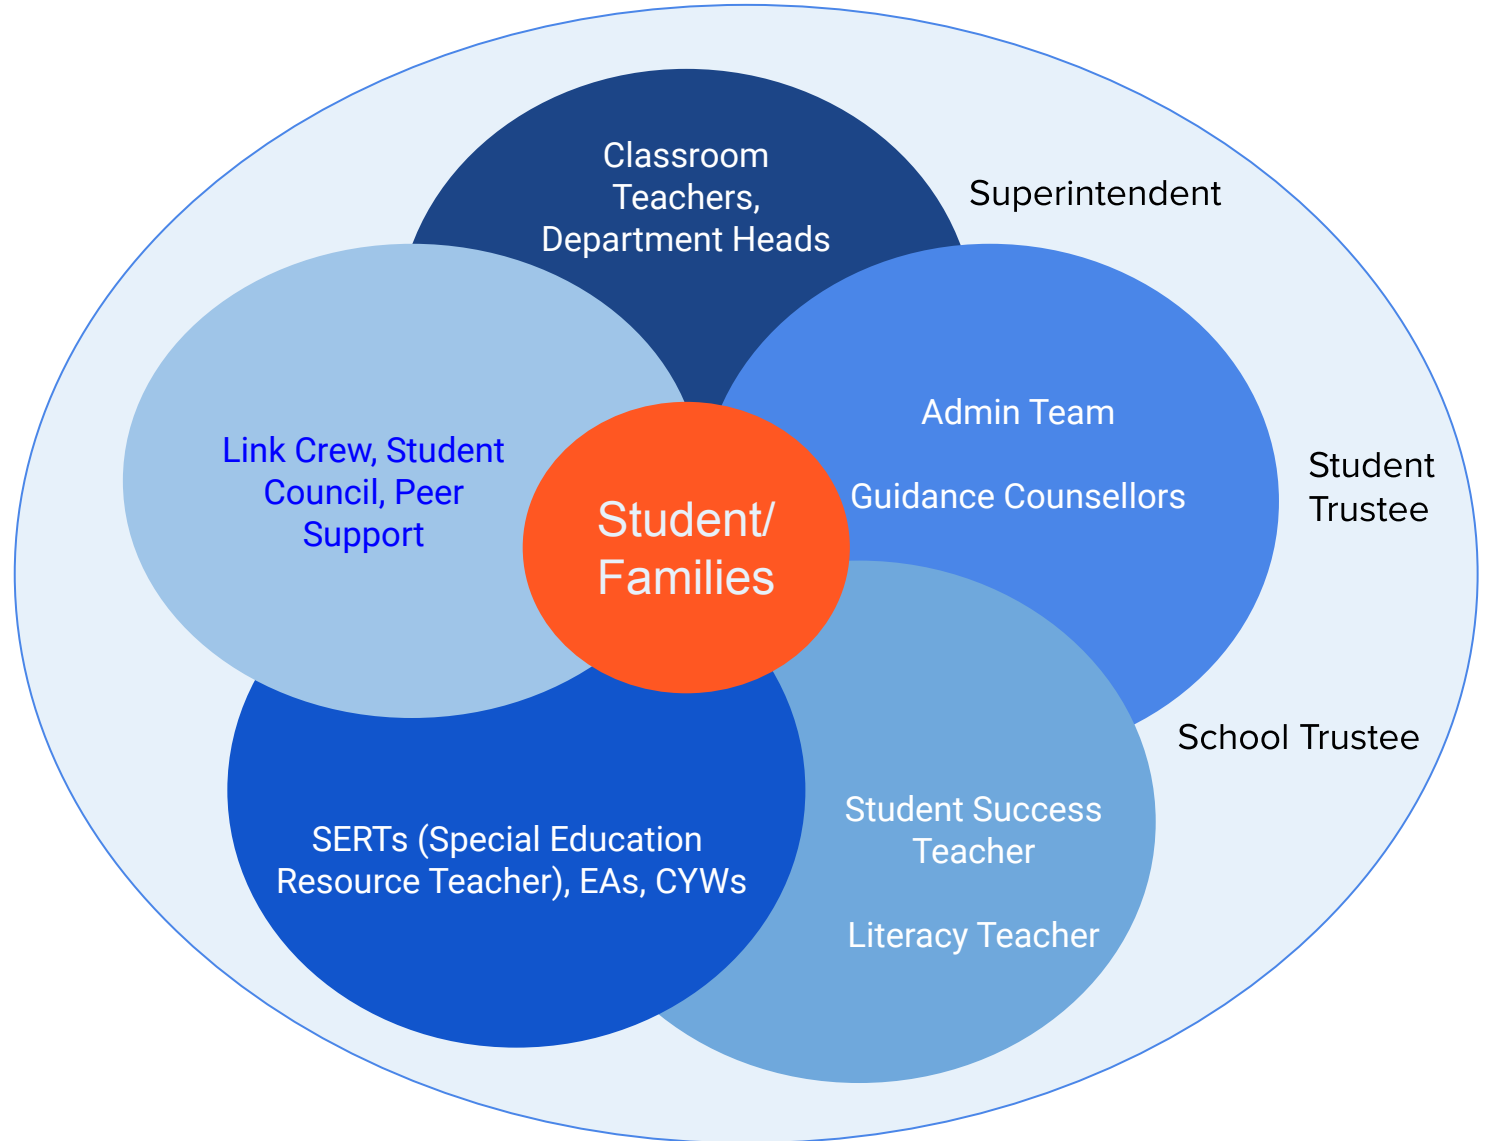 Classroom
Teachers,
Department Heads
Superintendent
Admin Team
Guidance Counsellors
Link Crew, Student
Council, Peer
Support
Student/
Families
Student
Trustee
School Trustee
SERTs (Special Education
Resource Teacher), EAs, CYWs
Student Success
Teacher
Literacy Teacher